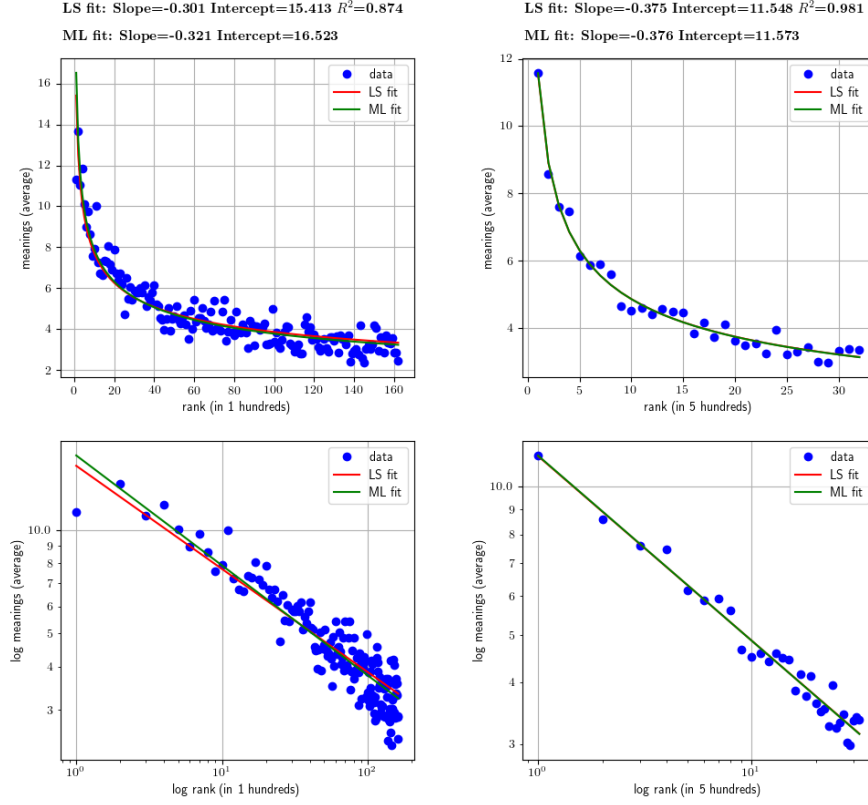 LS fit: Slope=-0.301 Intercept=15.413 R²=0.874
ML fit: Slope=-0.321 Intercept=16.523
LS fit: Slope=-0.375 Intercept=11.548 R²=0.981
ML fit: Slope=-0.376 Intercept=11.573
data
LS fit
ML fit
meanings (average)
16
14
12
10
8
6
4
2
0 20 40 60 80 100 120 140 160
rank (in 1 hundreds)
data
LS fit
ML fit
meanings (average)
12
10
8
6
4
0 5 10 15 20 25 30
rank (in 5 hundreds)
data
LS fit
ML fit
log meanings (average)
10.0
9
8
7
6
5
4
3
10⁰ 10¹ 10²
log rank (in 1 hundreds)
data
LS fit
ML fit
log meanings (average)
10.0
9
8
7
6
5
4
3
10⁰ 10¹
log rank (in 5 hundreds)